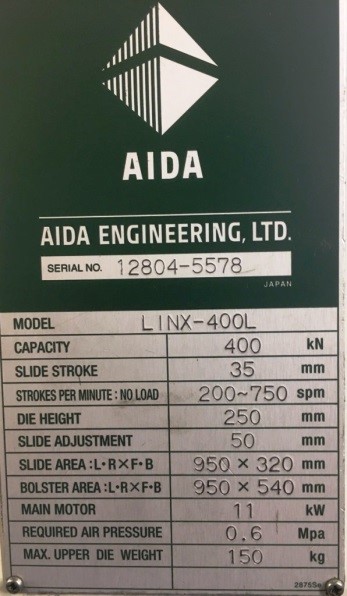 AIDA
AIDA ENGINEERING, LTD.
SERIAL NO. 12804-5578
JAPAN
MODEL LINX-400L
CAPACITY 400 kN
SLIDE STROKE 35 mm
STROKES PER MINUTE : NO LOAD 200~750 spm
DIE HEIGHT 250 mm
SLIDE ADJUSTMENT 50 mm
SLIDE AREA : L•R×F•B 950 × 320 mm
BOLSTER AREA : L•R×F•B 950 × 540 mm
MAIN MOTOR 11 kW
REQUIRED AIR PRESSURE 0.6 Mpa
MAX. UPPER DIE WEIGHT 150 kg